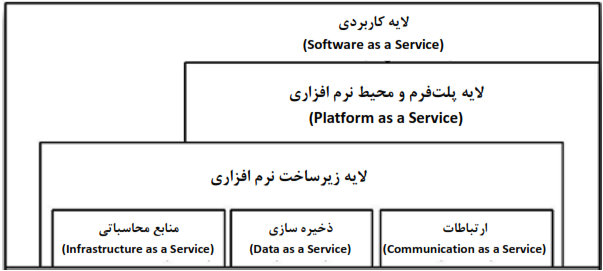 لایه کاربردی
(Software as a Service)
لایه پلت‌فرم و محیط نرم افزاری
(Platform as a Service)
لایه زیرساخت نرم افزاری
ارتباطات
(Communication as a Service)
ذخیره سازی
(Data as a Service)
منابع محاسباتی
(Infrastructure as a Service)